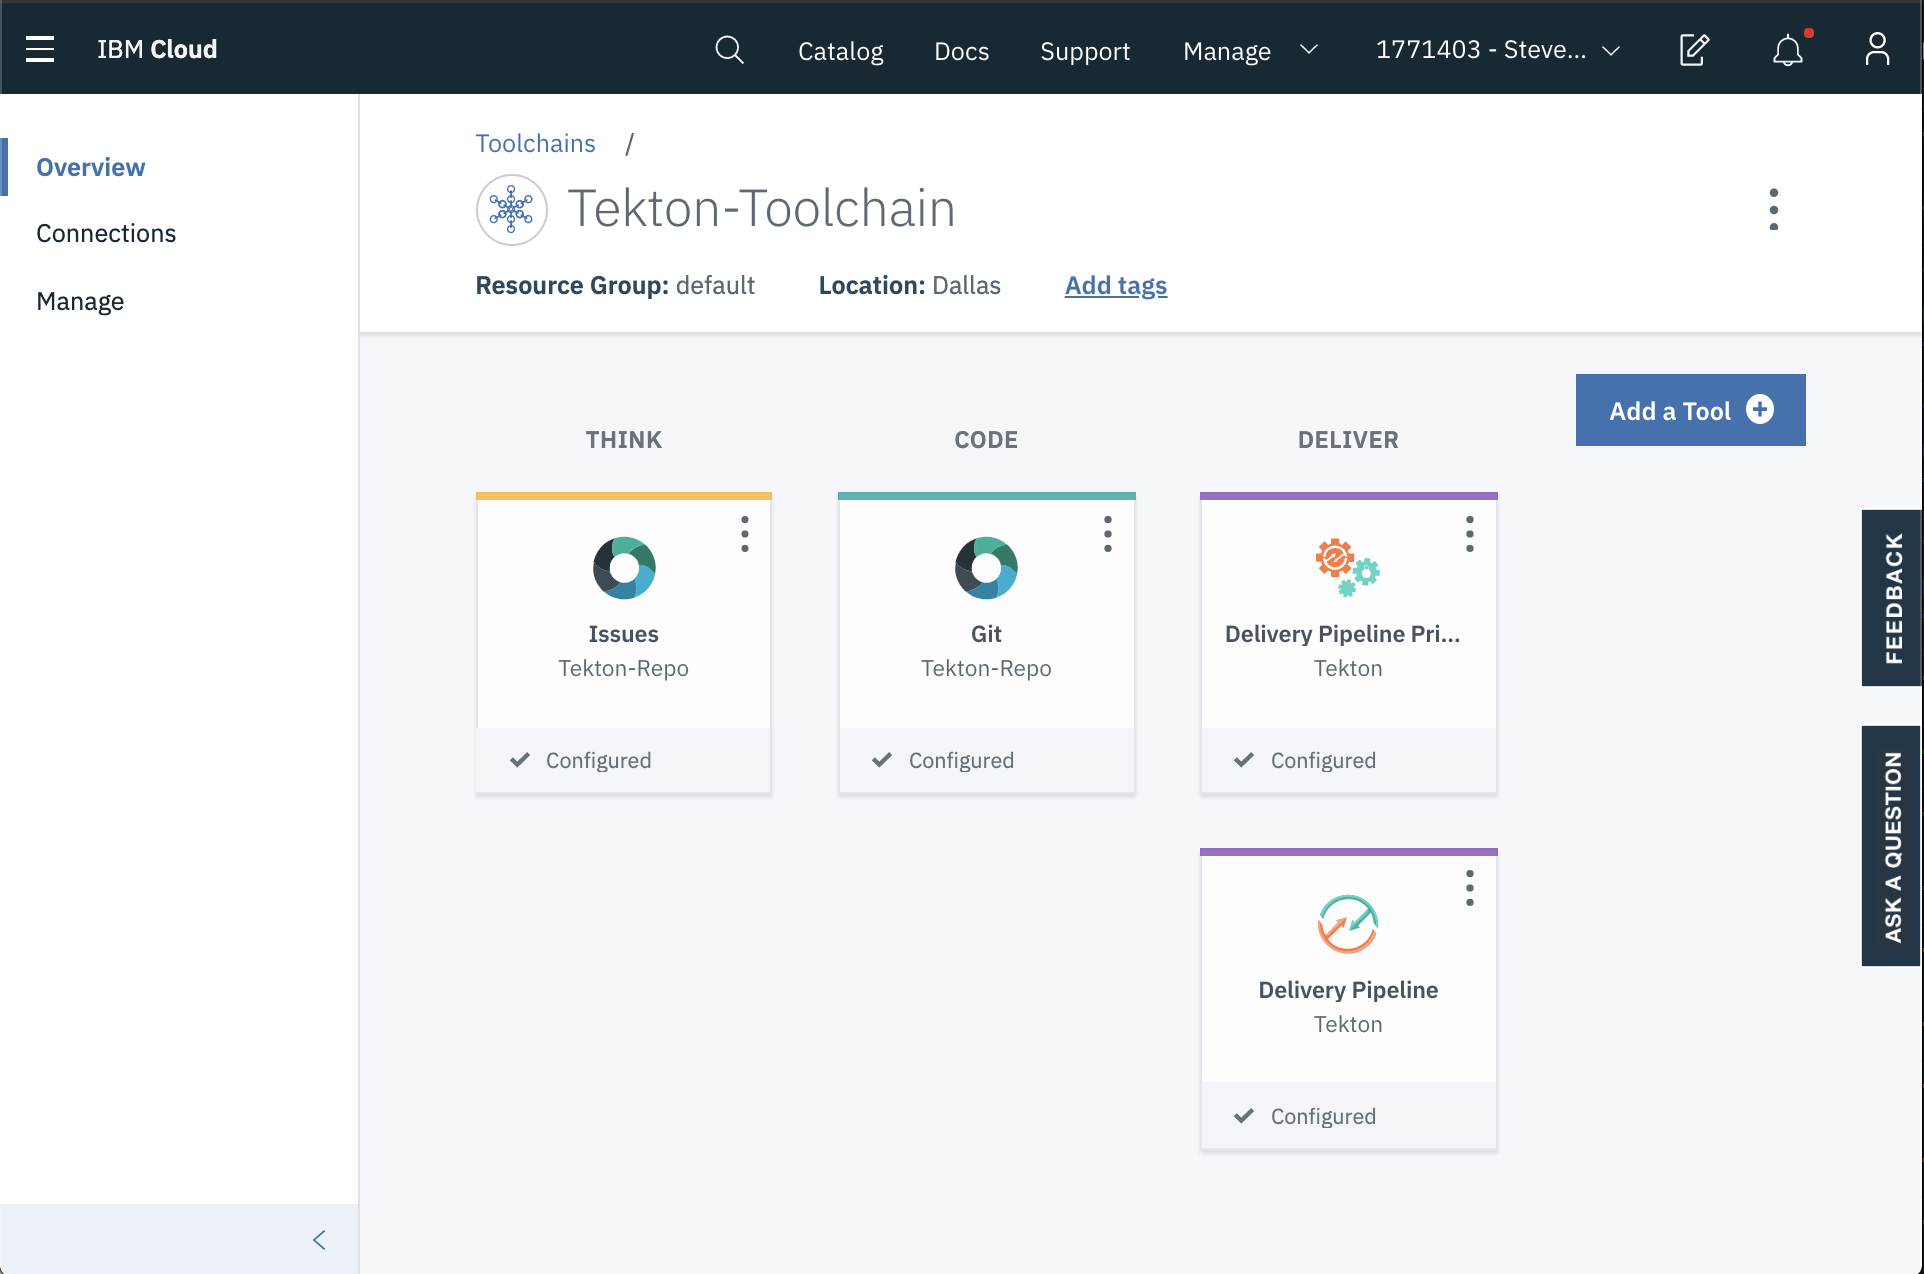 IBM Cloud
Catalog
Docs
Support
Manage
1771403 - Steve...
Overview
Connections
Manage
Toolchains /
Tekton-Toolchain
Resource Group: default
Location: Dallas
Add tags
Add a Tool
THINK
CODE
DELIVER
Issues
Tekton-Repo
Configured
Git
Tekton-Repo
Configured
Delivery Pipeline Pri...
Tekton
Configured
Delivery Pipeline
Tekton
Configured
FEEDBACK
ASK A QUESTION